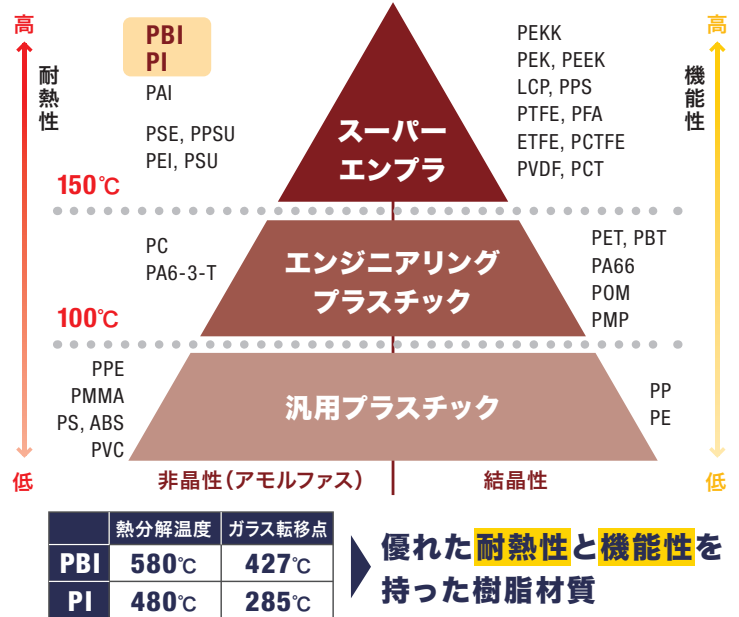 高
耐熱性
PBI
PI
PAI
PSE, PPSU
PEI, PSU
150℃
スーパー
エンプラ
PEKK
PEK, PEEK
LCP, PPS
PTFE, PFA
ETFE, PCTFE
PVDF, PCT
高
機能性
PC
PA6-3-T
100℃
エンジニアリング
プラスチック
PET, PBT
PA66
POM
PMP
PPE
PMMA
PS, ABS
PVC
汎用プラスチック
PP
PE
低
非晶性(アモルファス)
結晶性
低
熱分解温度 ガラス転移点
PBI 580℃ 427℃
PI 480℃ 285℃
優れた耐熱性と機能性を
持った樹脂材質